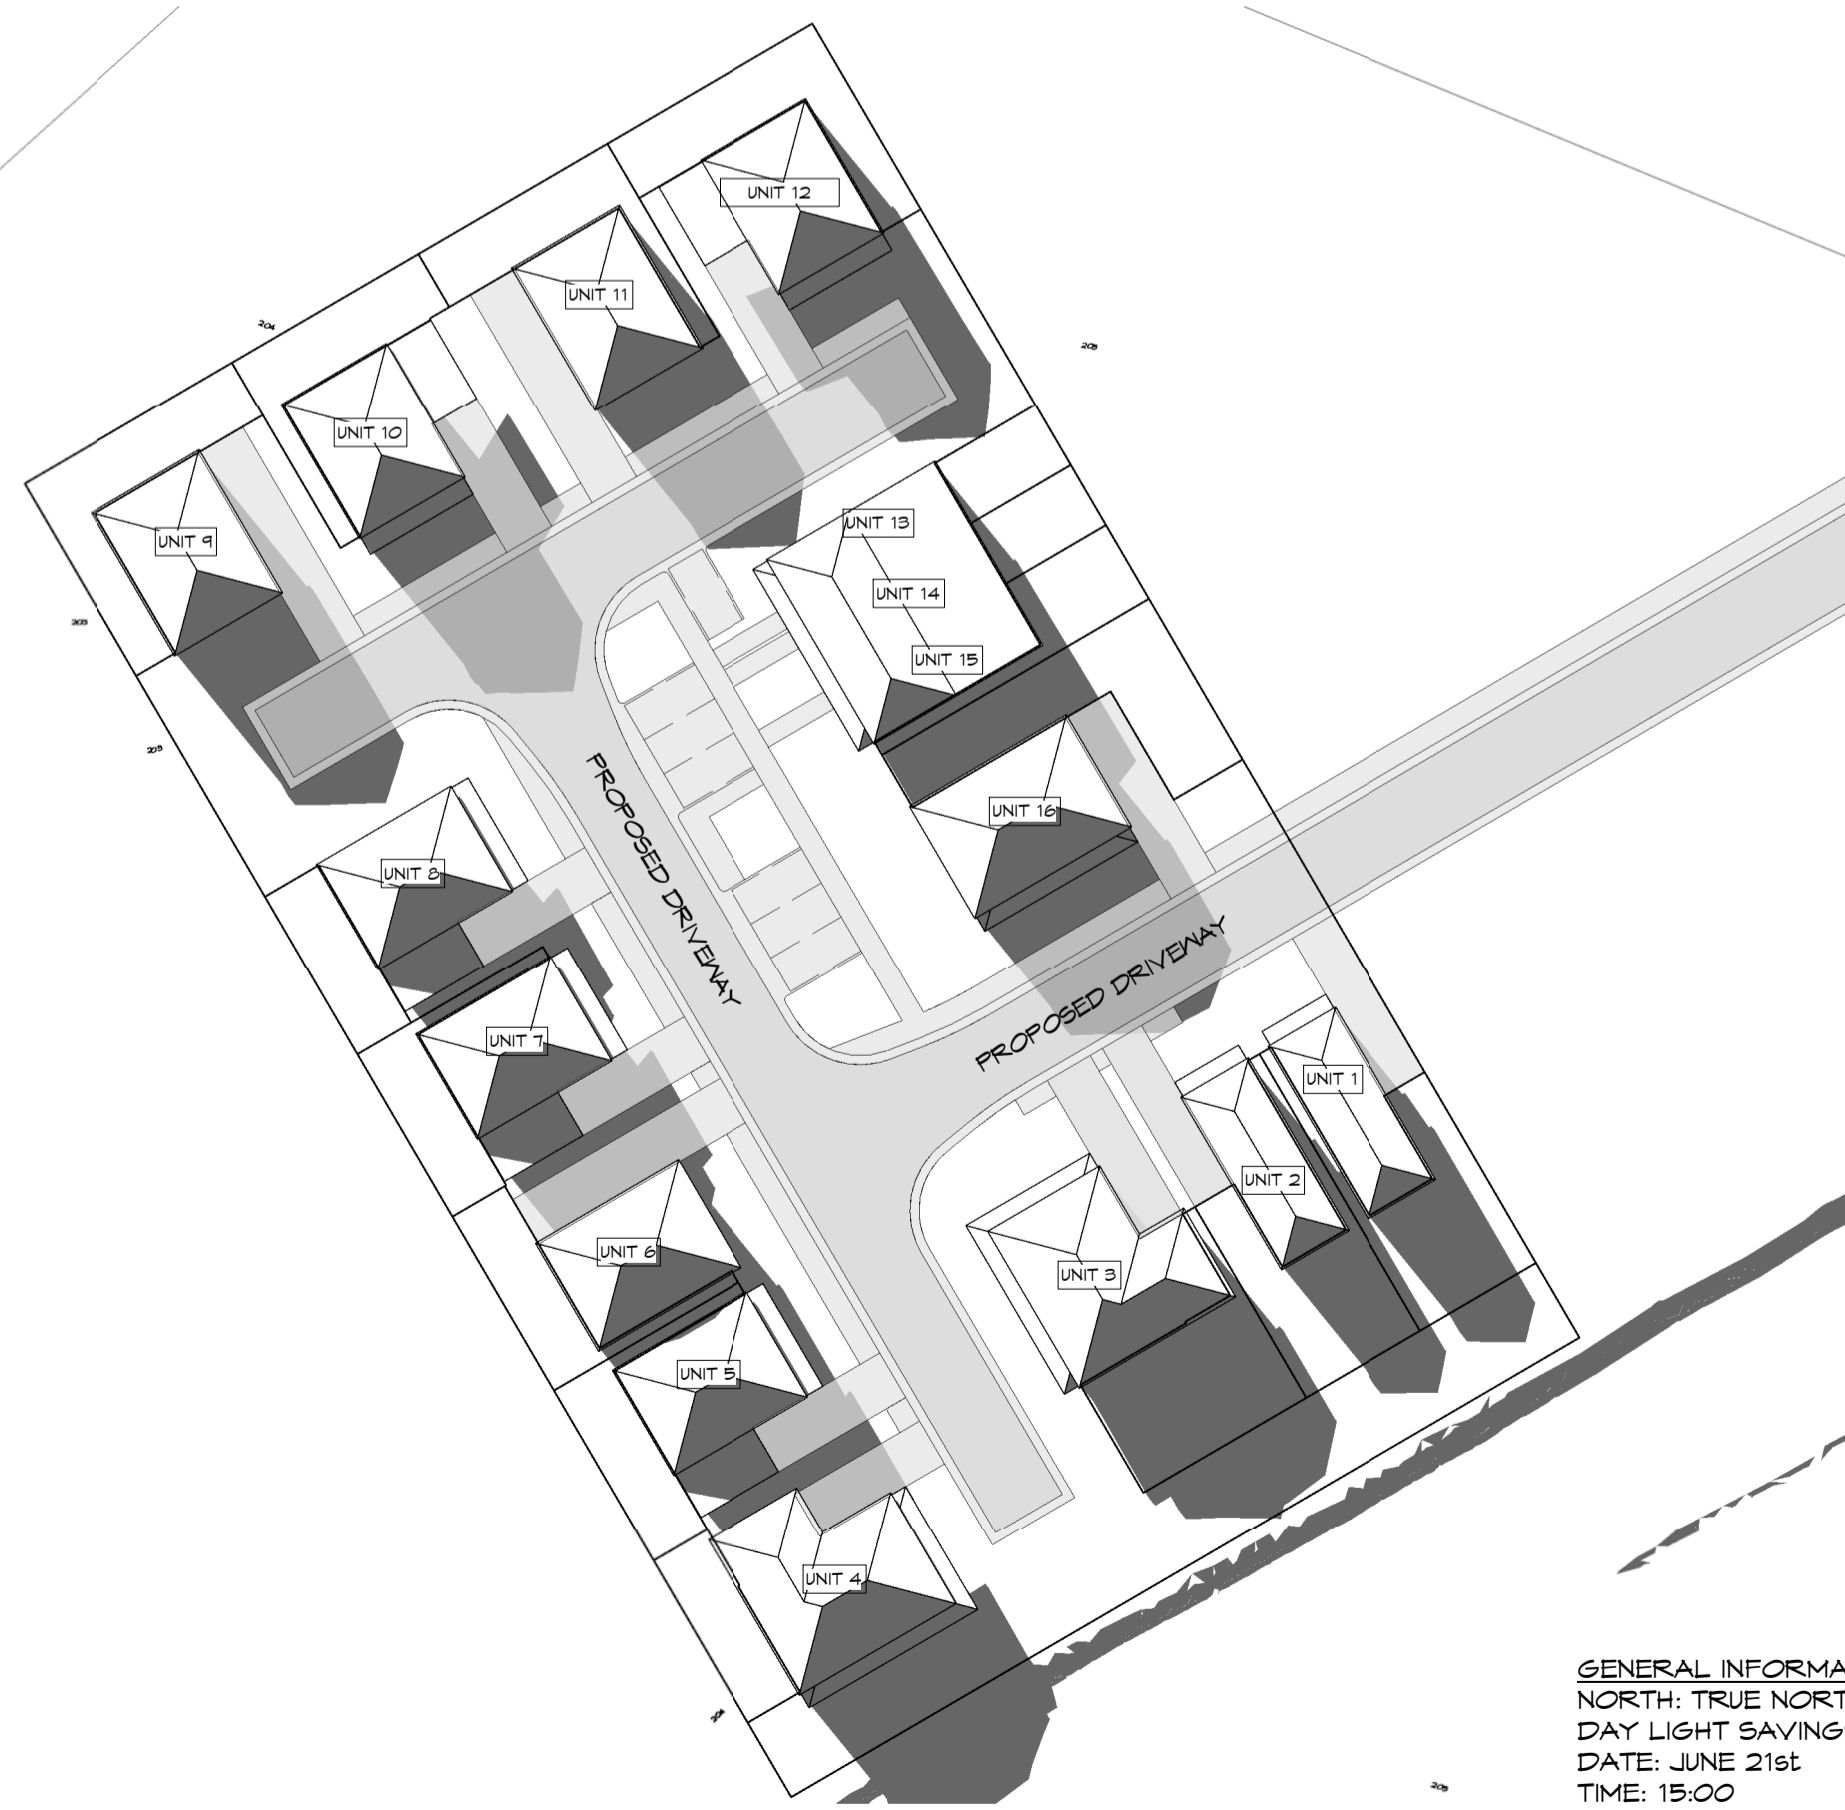 UNIT 12
UNIT 11
204
205
UNIT 10
UNIT 13
UNIT 9
UNIT 14
UNIT 15
PROPOSED DRIVEWAY
UNIT 16
UNIT 8
PROPOSED DRIVEWAY
UNIT 7
UNIT 1
UNIT 2
UNIT 6
UNIT 3
UNIT 5
UNIT 4
GENERAL INFORMA
NORTH: TRUE NORT
DAY LIGHT SAVING
DATE: JUNE 21st
TIME: 15:00